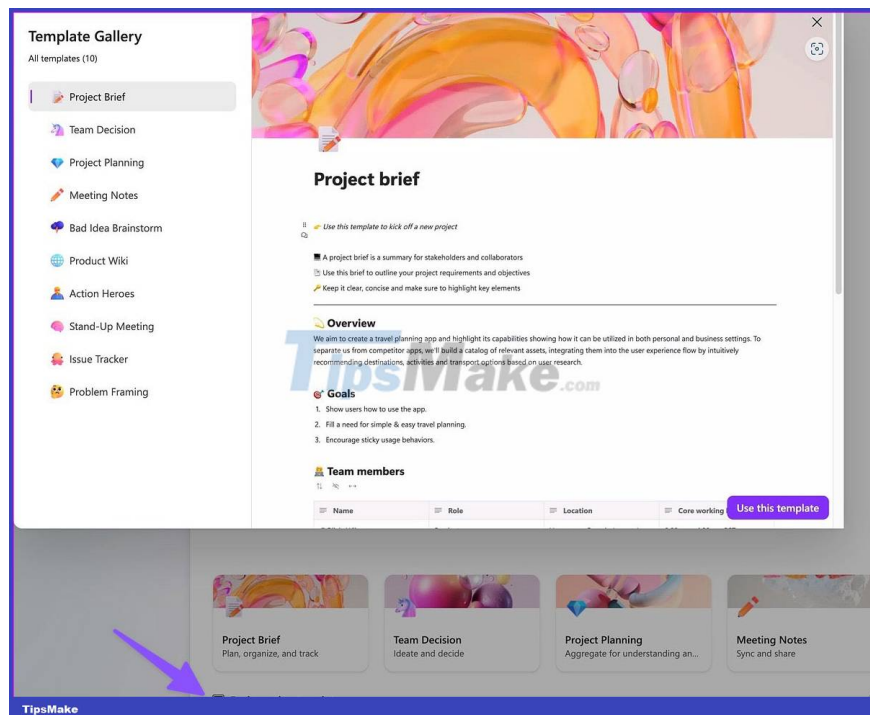 Template Gallery
All templates (10)
Project Brief
Team Decision
Project Planning
Meeting Notes
Bad Idea Brainstorm
Product Wiki
Action Heroes
Stand-Up Meeting
Issue Tracker
Problem Framing
Project brief
Use this template to kick off a new project
A project brief is a summary for stakeholders and collaborators
Use this brief to outline your project requirements and objectives
Keep it clear, concise and make sure to highlight key elements
Overview
We aim to create a travel planning app and highlight its capabilities showing how it can be utilized in both personal and business settings. To
separate us from competitor apps, we'll build a catalog of relevant assets, integrating them into the user experience flow by intuitively
recommending destinations, activities and transport options based on user research.
TipsMake.com
Goals
1. Show users how to use the app.
2. Fill a need for simple & easy travel planning.
3. Encourage sticky usage behaviors.
Team members
Name Role Location Core working
Use this template
Project Brief
Plan, organize, and track
Team Decision
Ideate and decide
Project Planning
Aggregate for understanding an...
Meeting Notes
Sync and share
TipsMake